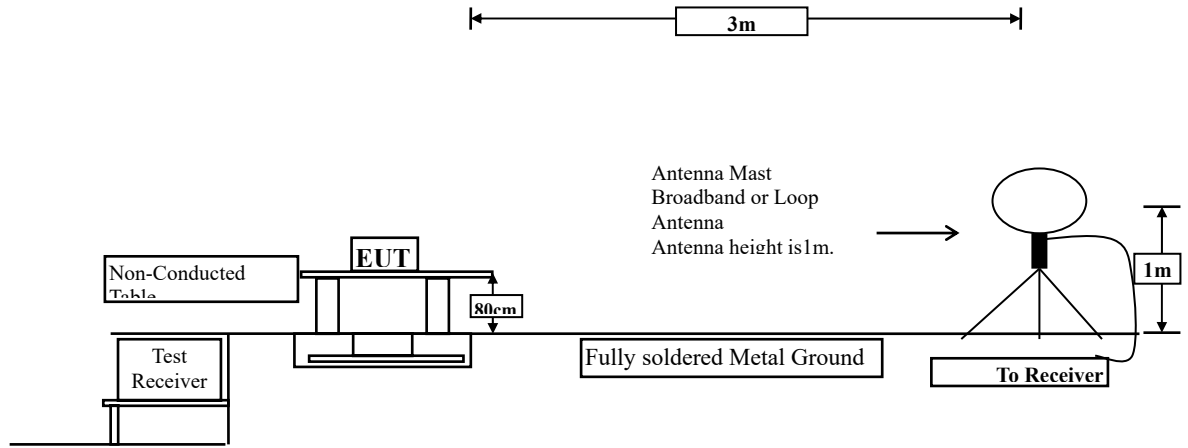 3m
Antenna Mast
Broadband or Loop
Antenna
Antenna height is1m.
EUT
Non-Conducted
Table
80cm
1m
Test
Receiver
Fully soldered Metal Ground
To Receiver